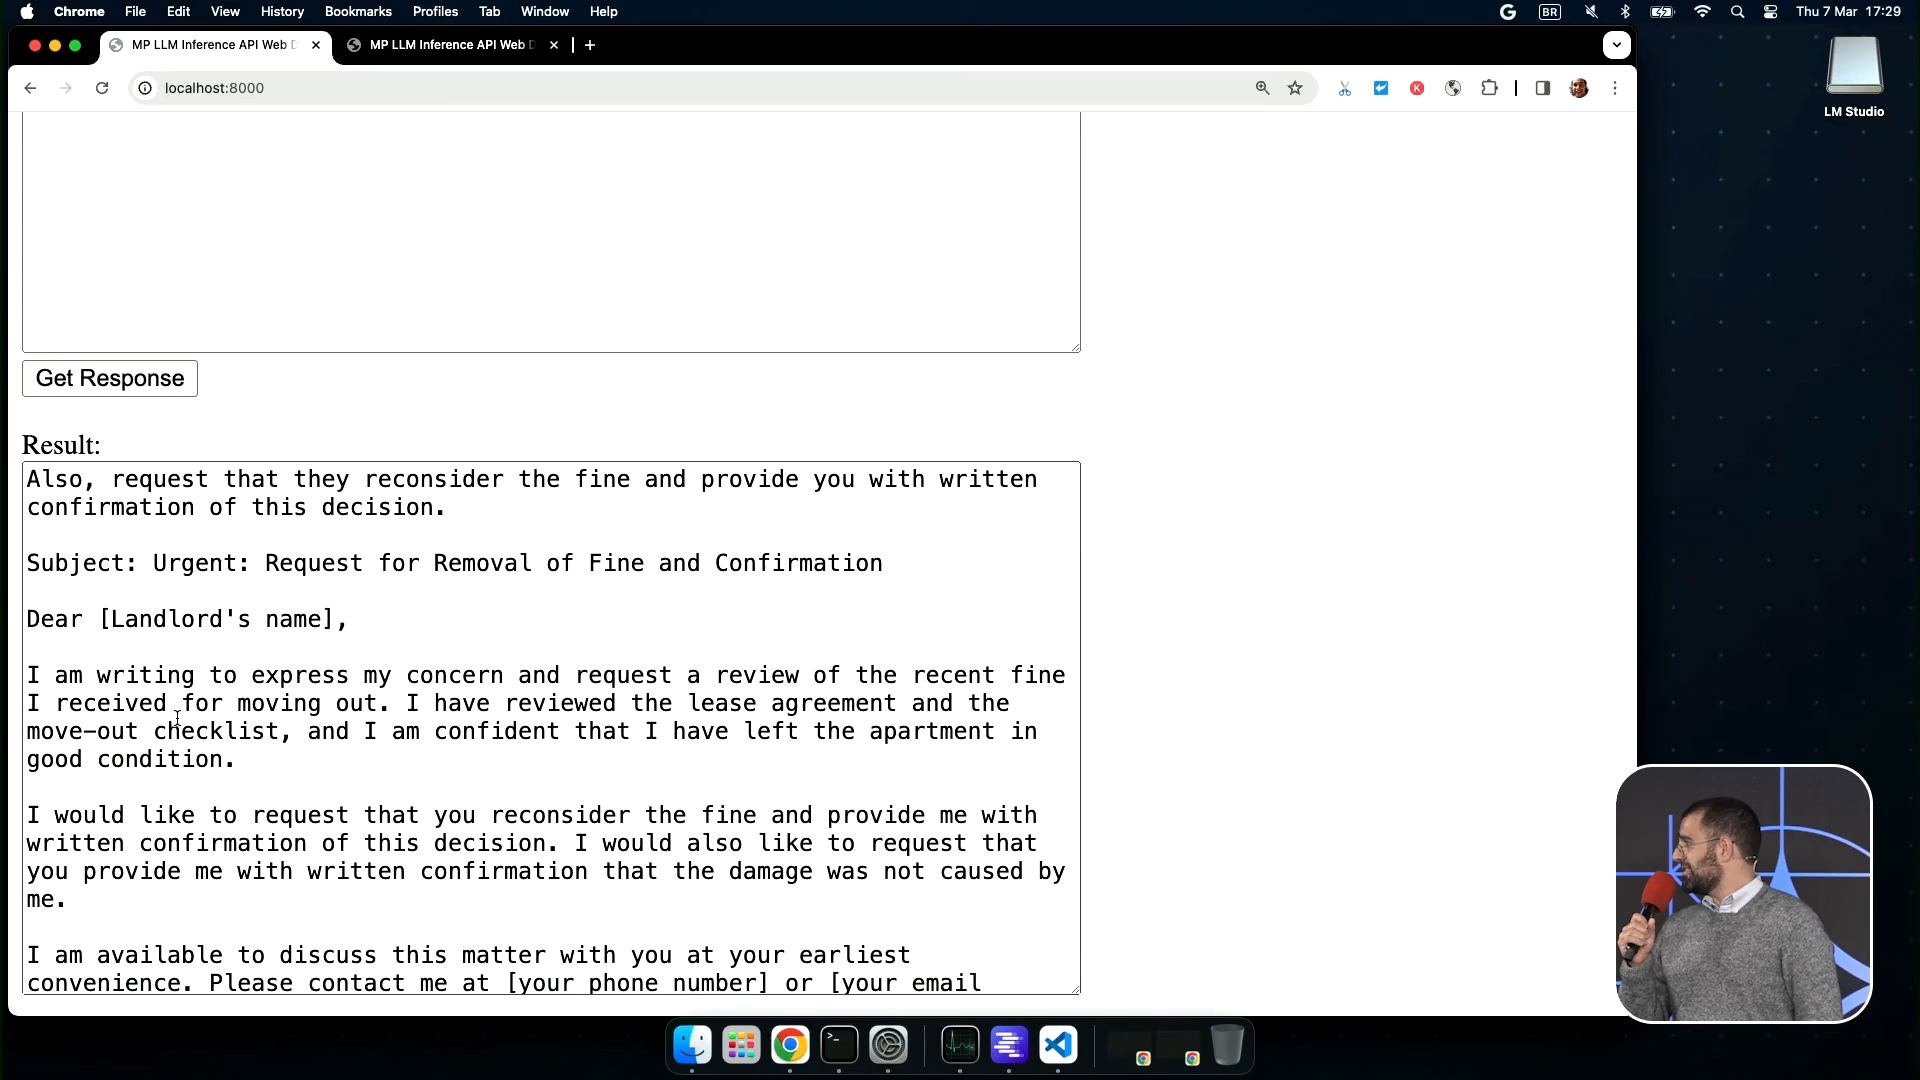 Chrome File Edit View History Bookmarks Profiles Tab Window Help
BR
Thu 7 Mar 17:29
MP LLM Inference API Web D
MP LLM Inference API Web D
localhost:8000
K
LM Studio
Get Response
Result:
Also, request that they reconsider the fine and provide you with written
confirmation of this decision.
Subject: Urgent: Request for Removal of Fine and Confirmation
Dear [Landlord's name],
I am writing to express my concern and request a review of the recent fine
I received for moving out. I have reviewed the lease agreement and the
move-out checklist, and I am confident that I have left the apartment in
good condition.
I would like to request that you reconsider the fine and provide me with
written confirmation of this decision. I would also like to request that
you provide me with written confirmation that the damage was not caused by
me.
I am available to discuss this matter with you at your earliest
convenience. Please contact me at [your phone number] or [your email